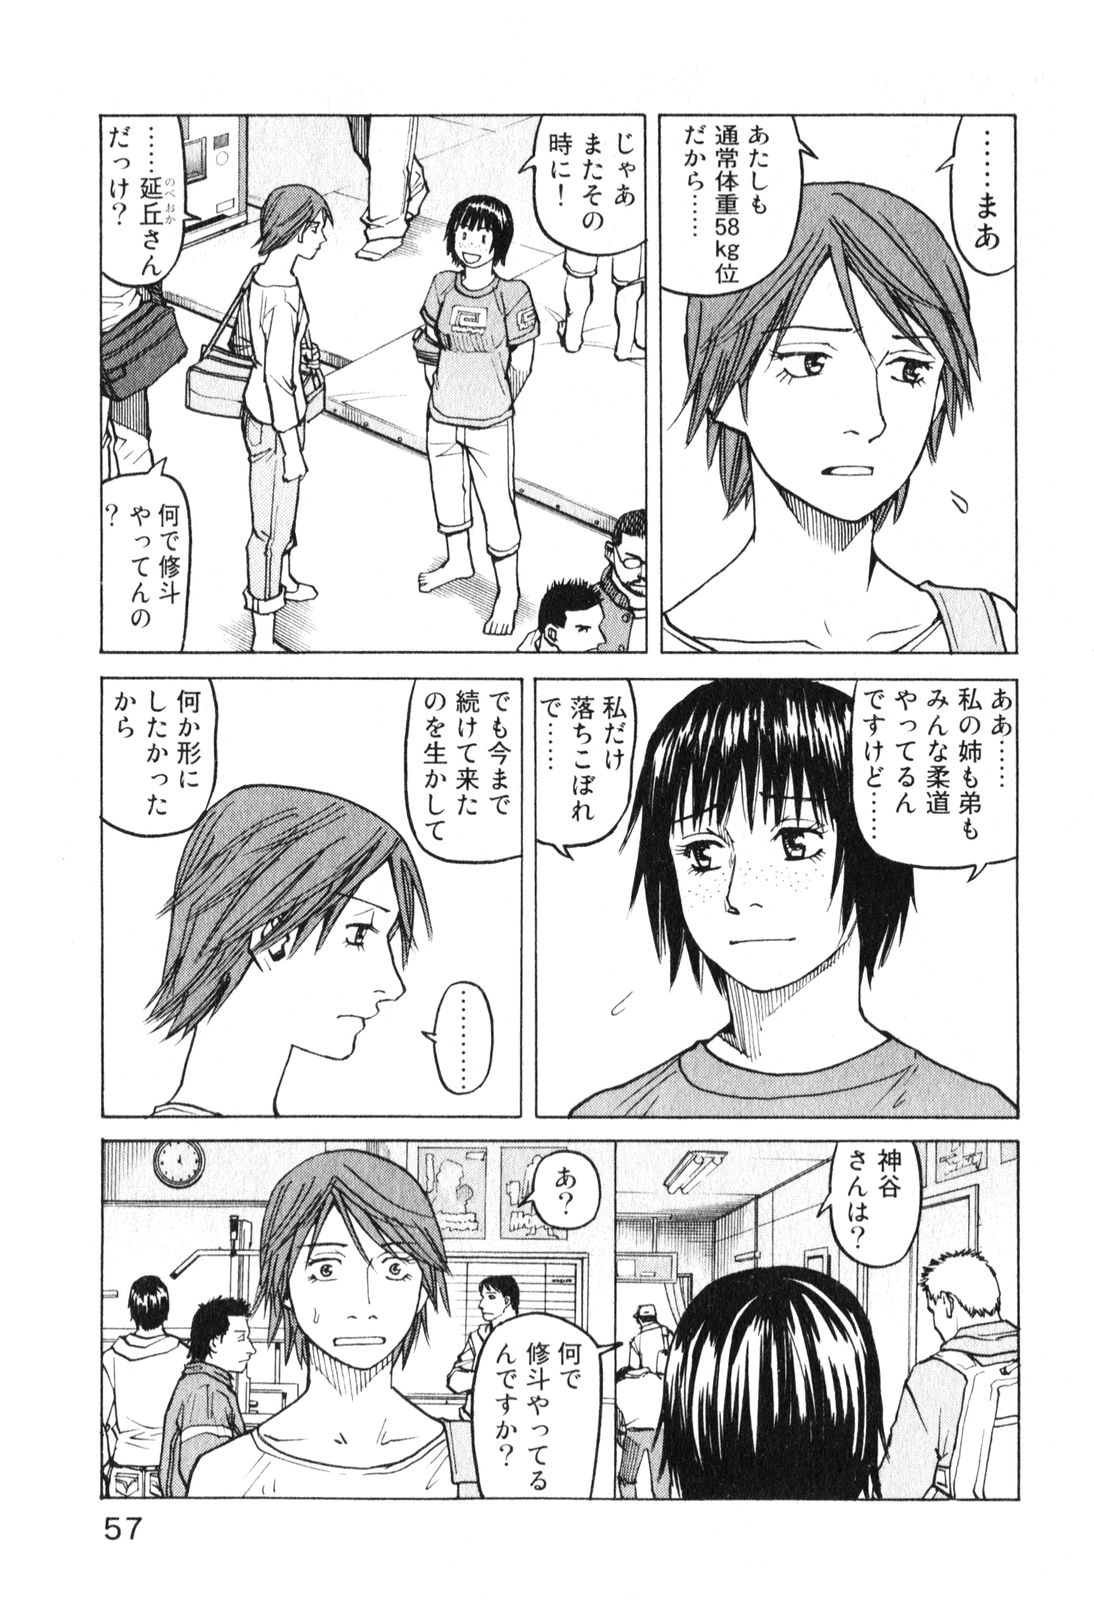 ……まあ
あたしも
通常体重58kg位
だから……
じゃあ
またその
時に！
……延丘さん
のべおか
だっけ？
何で修斗
やってんの
？
ああ……
私の姉も弟も
みんな柔道
やってるん
ですけど……
私だけ
落ちこぼれ
で……
でも今まで
続けて来た
のを生かして
何か形に
したかった
から
………
神谷
さんは？
何で
修斗やってる
んですか？
あ？
57